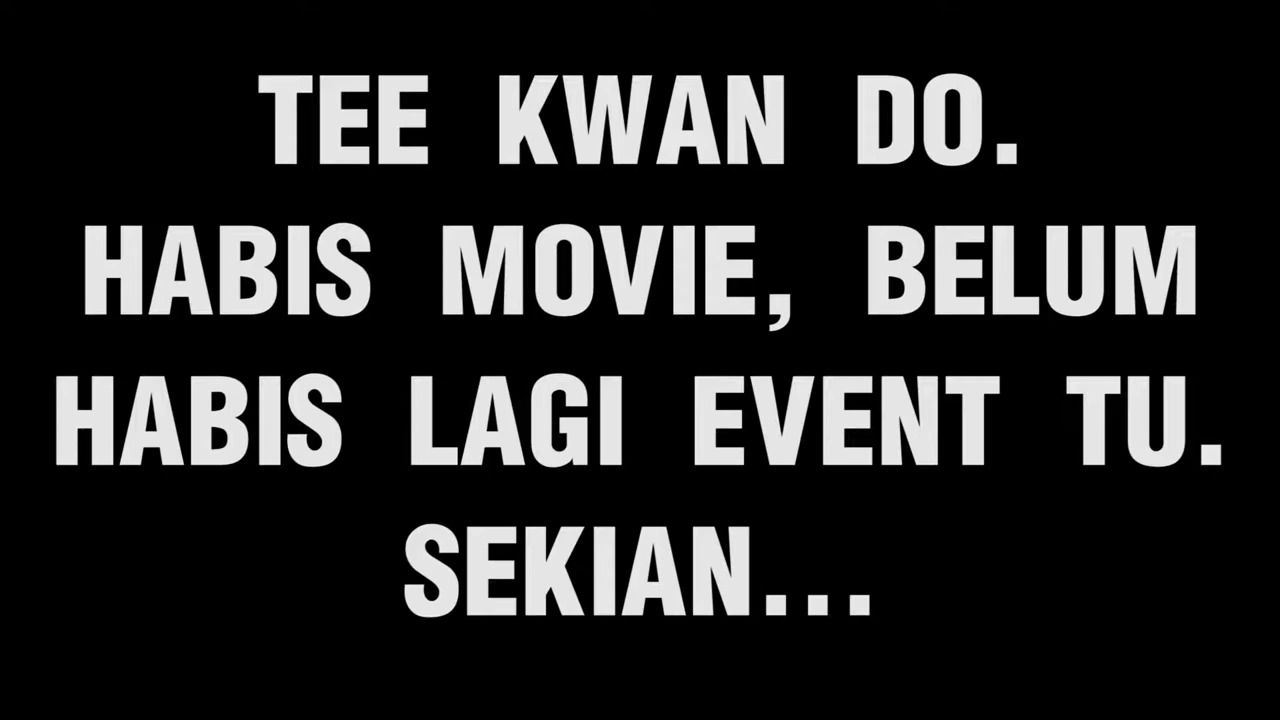 TEE KWAN DO.
HABIS MOVIE, BELUM
HABIS LAGI EVENT TU.
SEKIAN...